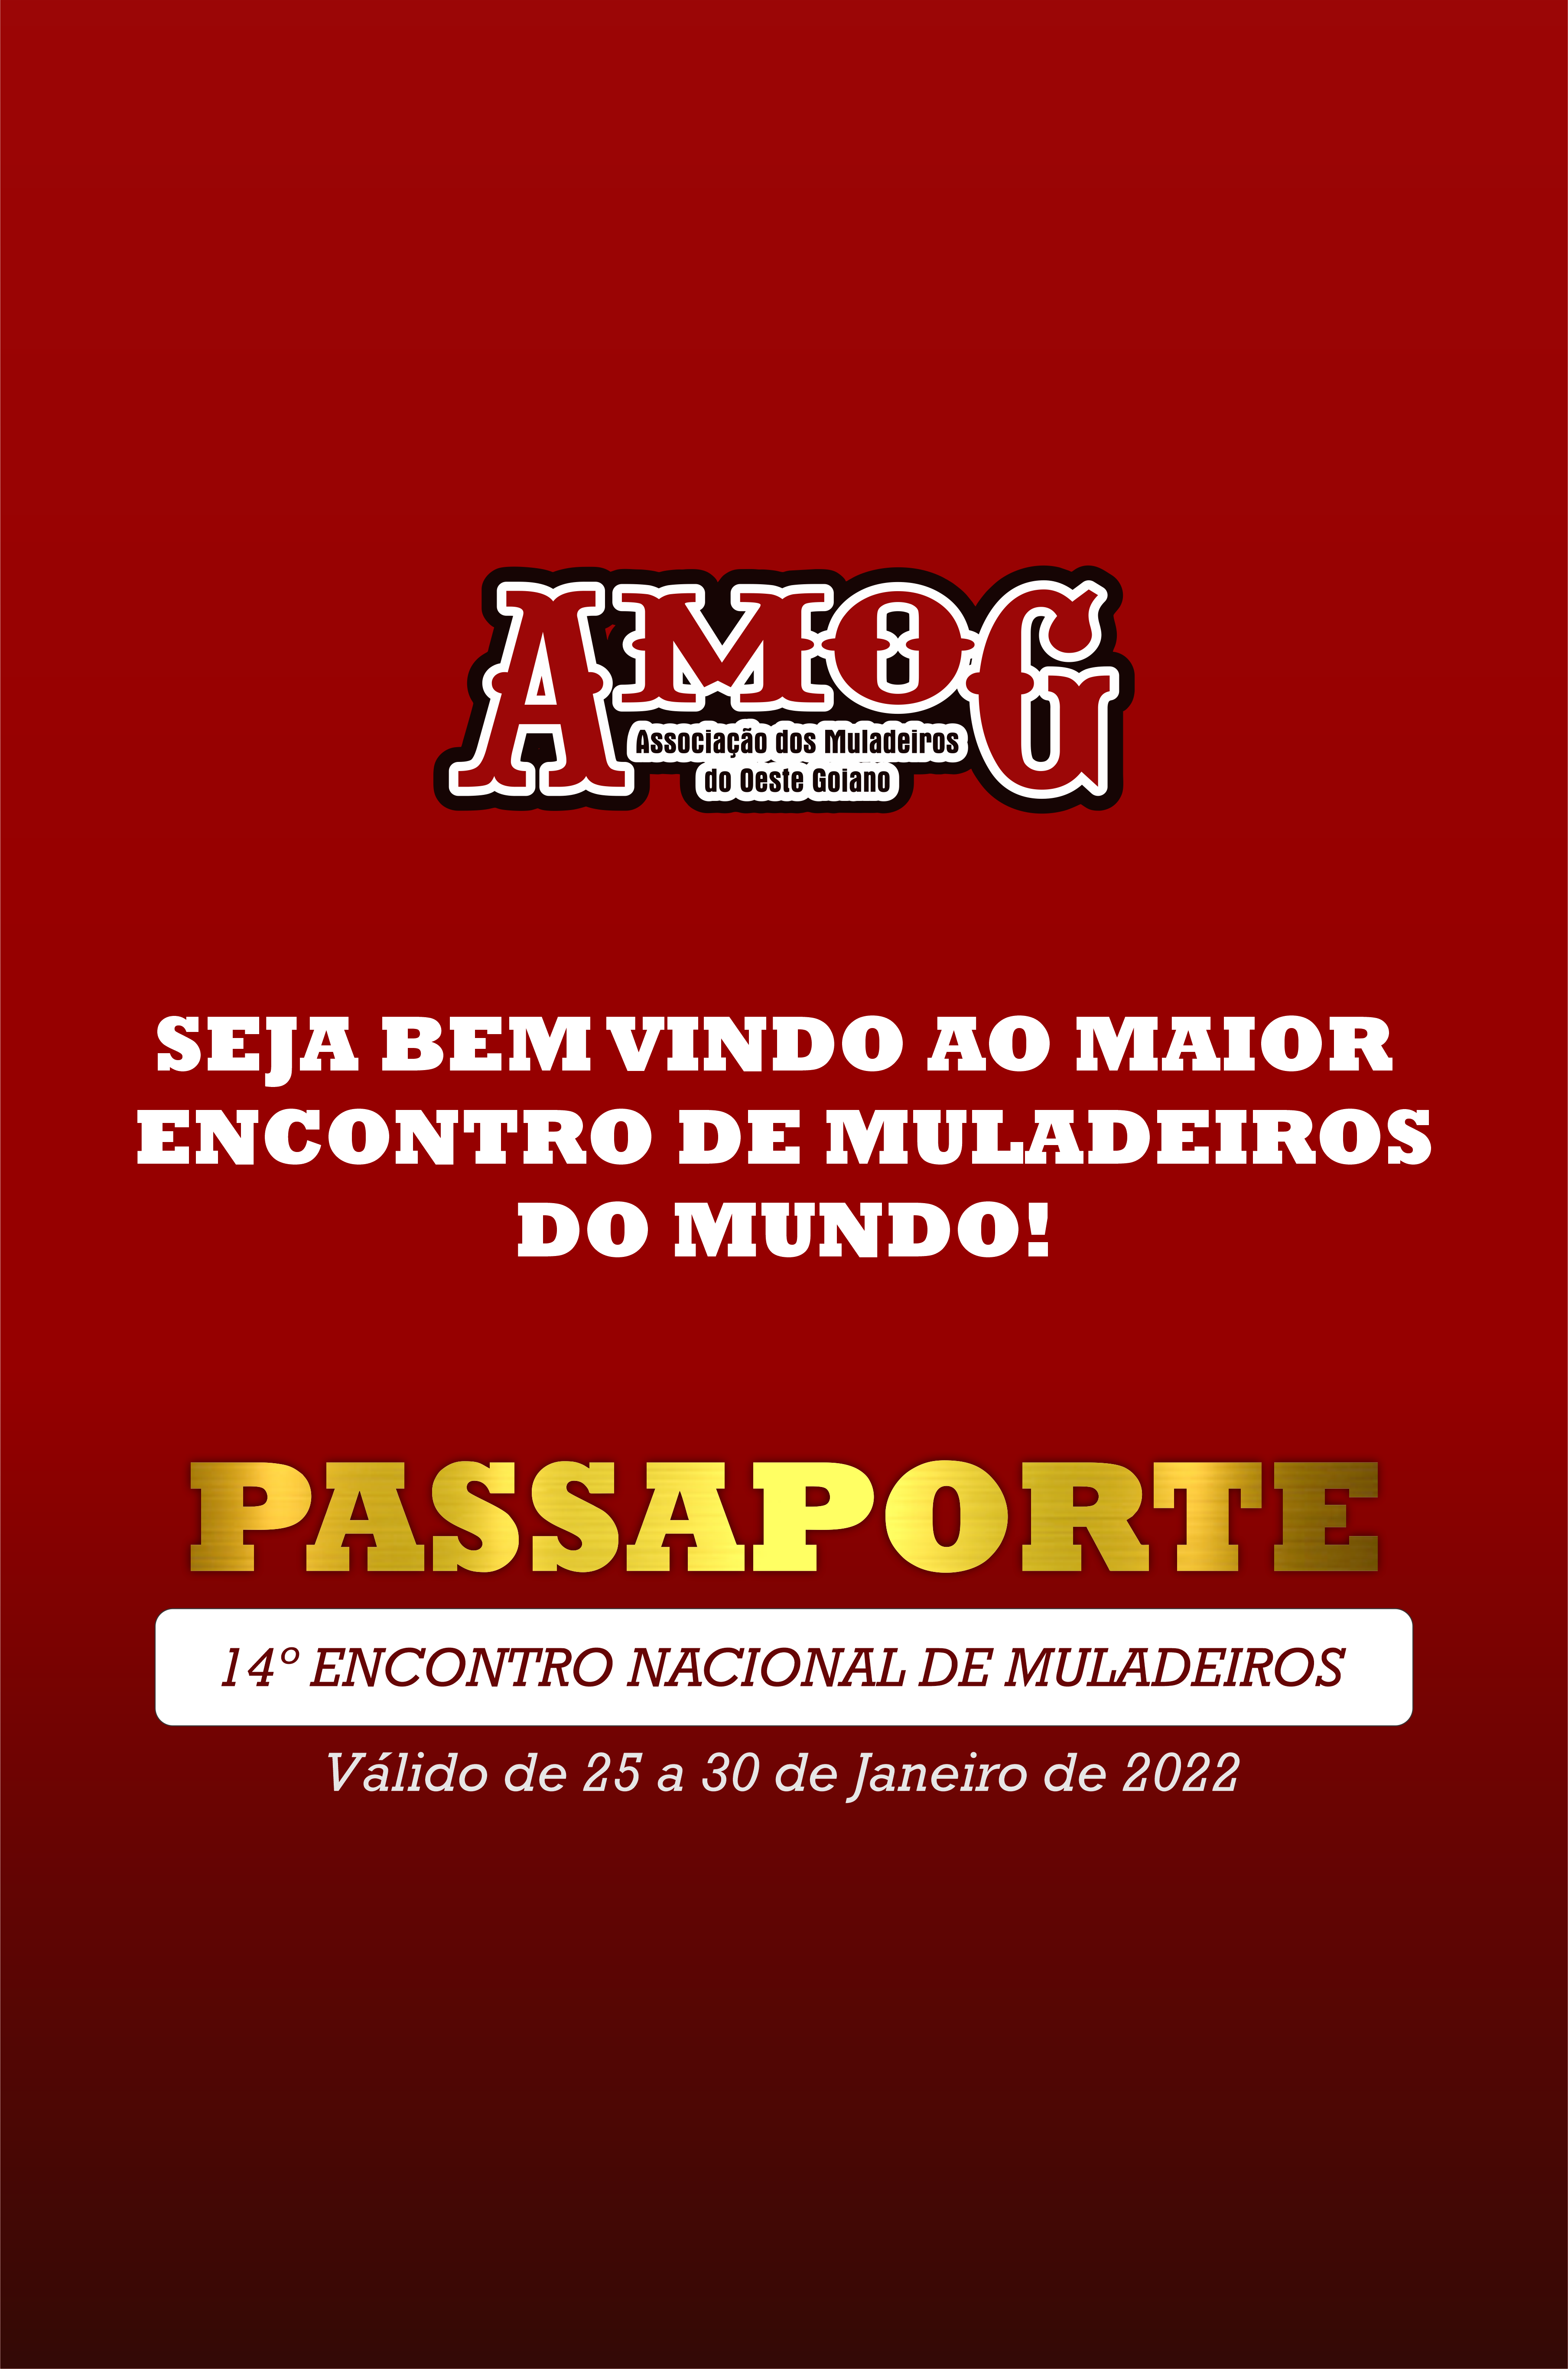 AMOG
Associação dos Muladeiros
do Oeste Goiano
SEJA BEM VINDO AO MAIOR
ENCONTRO DE MULADEIROS
DO MUNDO!
PASSAPORTE
14º ENCONTRO NACIONAL DE MULADEIROS
Válido de 25 a 30 de Janeiro de 2022